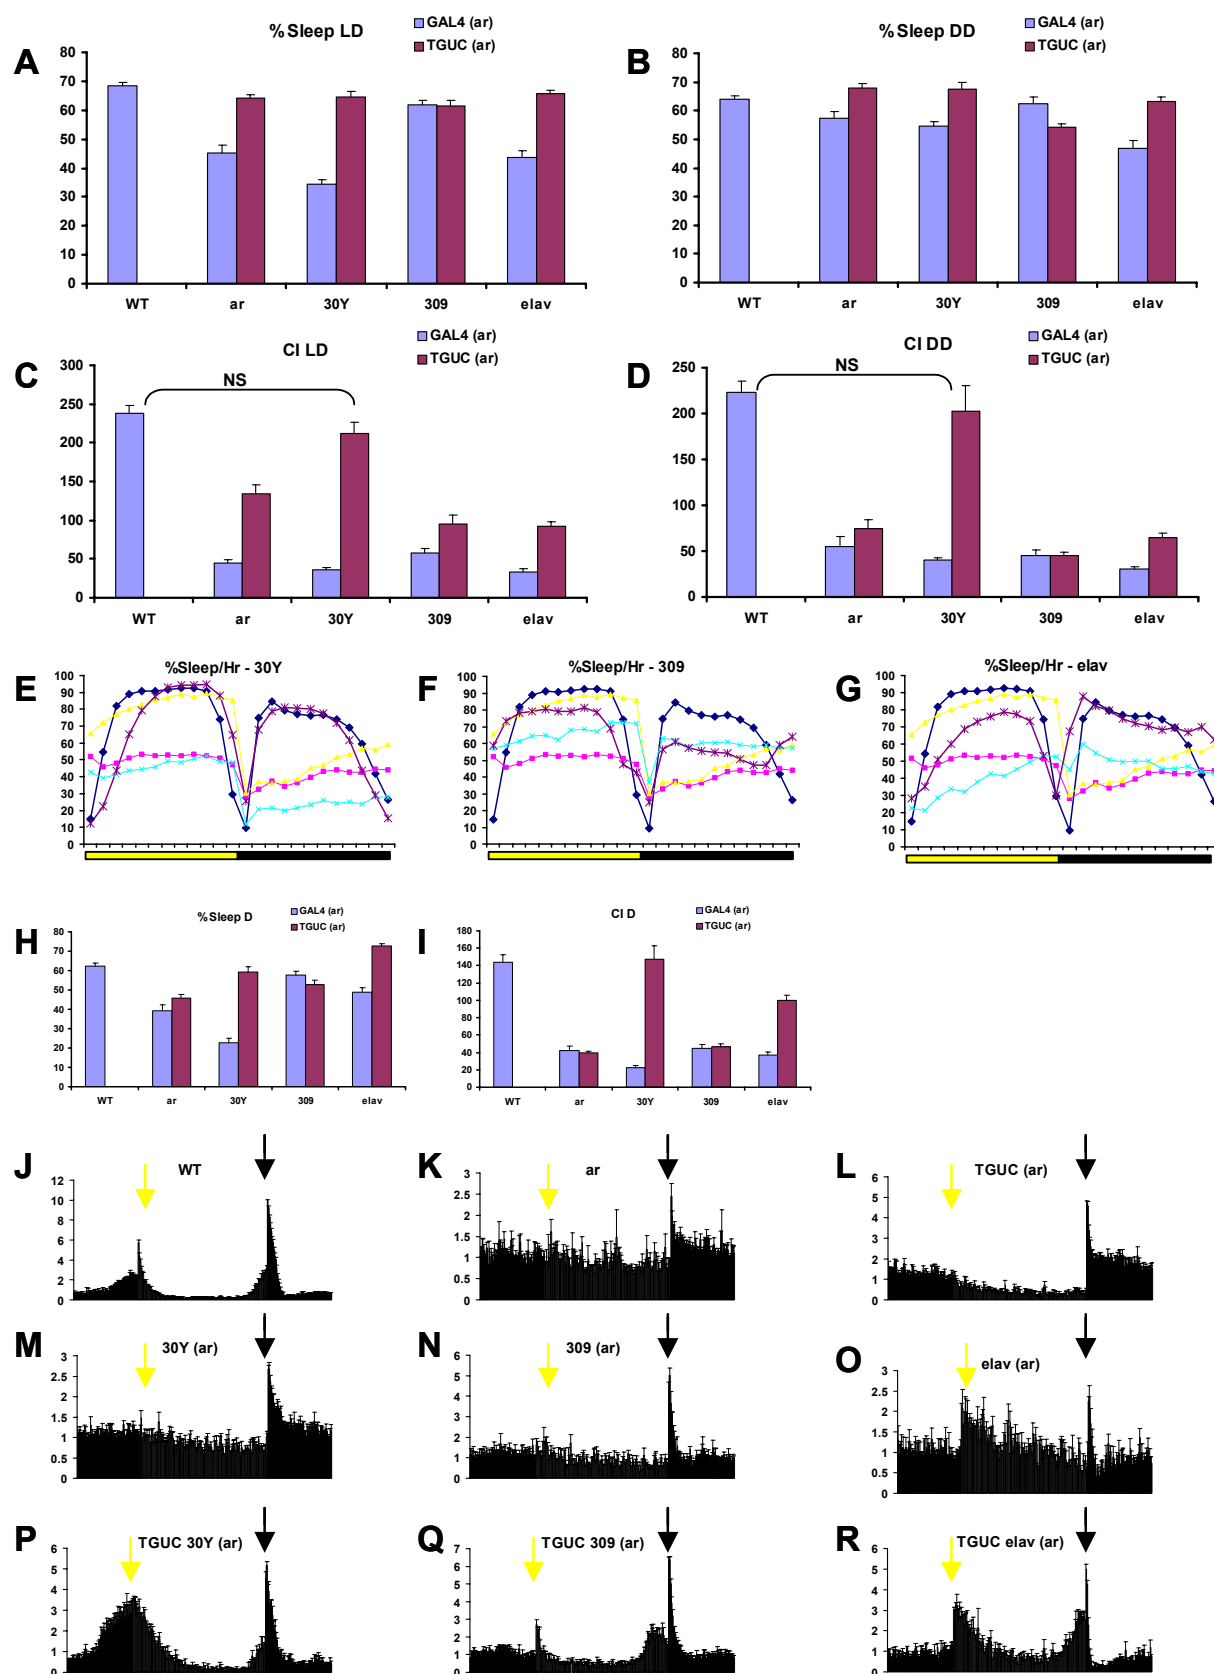 %Sleep LD
GAL4 (ar)
TGUC (ar)
A
80
70
60
50
40
30
20
10
0
WT ar 30Y 309 elav
%Sleep DD
GAL4 (ar)
TGUC (ar)
B
80
70
60
50
40
30
20
10
0
WT ar 30Y 309 elav
CI LD
GAL4 (ar)
TGUC (ar)
C
NS
300
250
200
150
100
50
0
WT ar 30Y 309 elav
CI DD
GAL4 (ar)
TGUC (ar)
D
NS
250
200
150
100
50
0
WT ar 30Y 309 elav
E
%Sleep/Hr - 30Y
100
90
80
70
60
50
40
30
20
10
0
F
%Sleep/Hr - 309
100
90
80
70
60
50
40
30
20
10
0
G
%Sleep/Hr - elav
100
90
80
70
60
50
40
30
20
10
0
H
%Sleep D
GAL4 (ar)
TGUC (ar)
80
70
60
50
40
30
20
10
0
WT ar 30Y 309 elav
I
CI D
GAL4 (ar)
TGUC (ar)
180
160
140
120
100
80
60
40
20
0
WT ar 30Y 309 elav
J
WT
12
10
8
6
4
2
0
K
ar
3
2.5
2
1.5
1
0.5
0
L
TGUC (ar)
6
5
4
3
2
1
0
M
30Y (ar)
3
2.5
2
1.5
1
0.5
0
N
309 (ar)
6
5
4
3
2
1
0
O
elav (ar)
3
2.5
2
1.5
1
0.5
0
P
TGUC 30Y (ar)
6
5
4
3
2
1
0
Q
TGUC 309 (ar)
7
6
5
4
3
2
1
0
R
TGUC elav (ar)
6
5
4
3
2
1
0